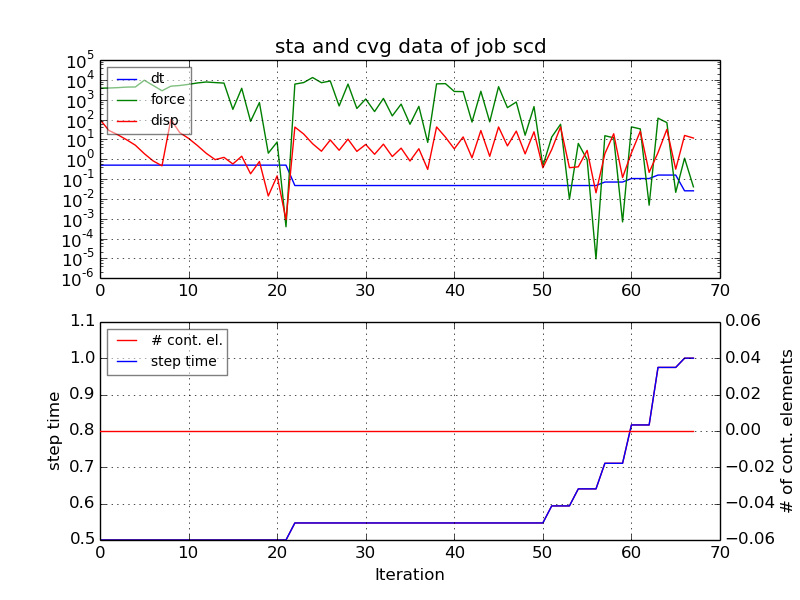 sta and cvg data of job scd
10^5
10^4
10^3
10^2
10^1
10^0
10^-1
10^-2
10^-3
10^-4
10^-5
10^-6
dt
force
disp
0 10 20 30 40 50 60 70
1.1
1.0
0.9
0.8
0.7
0.6
0.5
step time
# cont. el.
step time
0.06
0.04
0.02
0.00
−0.02
−0.04
−0.06
# of cont. elements
0 10 20 30 40 50 60 70
Iteration